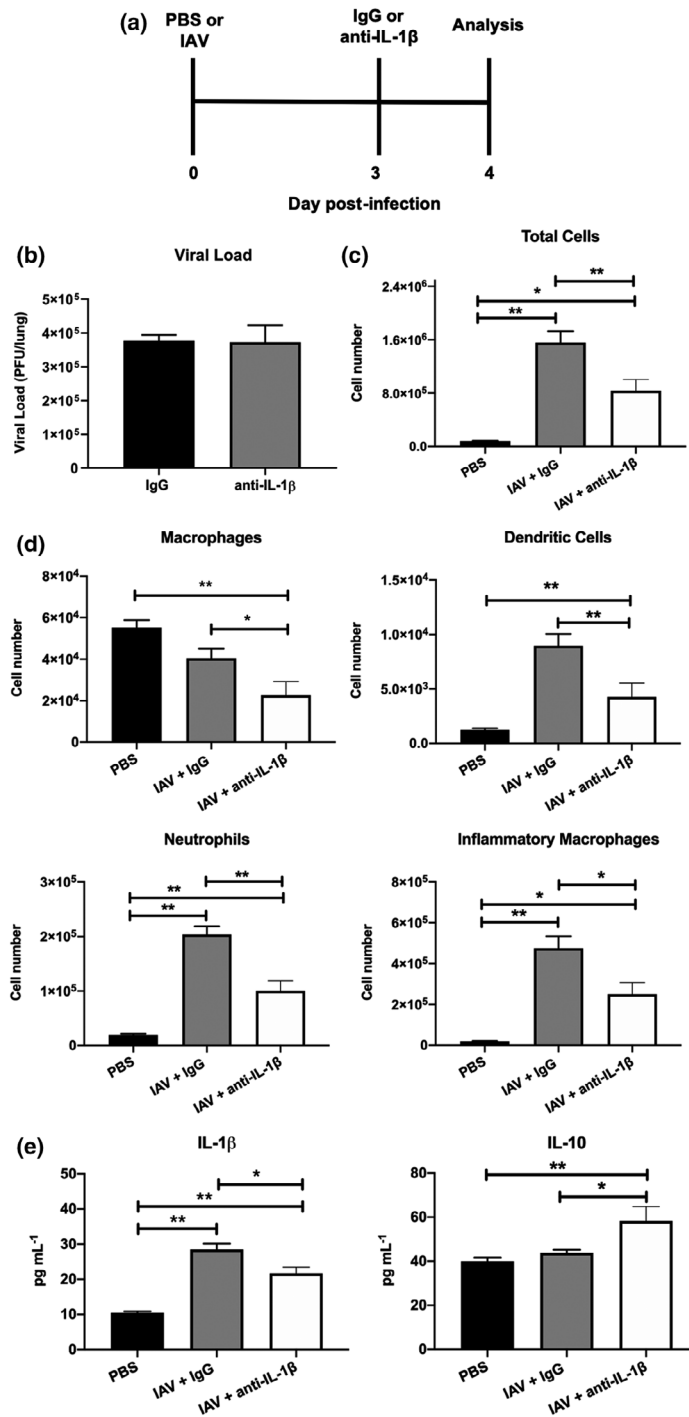 (a)
PBS or
IAV
IgG or
anti-IL-1β
Analysis
0
3
4
Day post-infection
(b)
Viral Load
Viral Load (PFU/lung)
5×10⁵
4×10⁵
3×10⁵
2×10⁵
1×10⁵
0
IgG
anti-IL-1β
(c)
Total Cells
Cell number
2.4×10⁶
1.6×10⁶
8.0×10⁵
0.0
**
*
**
PBS
IAV + IgG
IAV + anti-IL-1β
(d)
Macrophages
Cell number
8×10⁴
6×10⁴
4×10⁴
2×10⁴
0
**
*
PBS
IAV + IgG
IAV + anti-IL-1β
Dendritic Cells
Cell number
1.5×10⁴
1.0×10⁴
5.0×10³
0.0
**
**
PBS
IAV + IgG
IAV + anti-IL-1β
Neutrophils
Cell number
3×10⁵
2×10⁵
1×10⁵
0
**
**
**
PBS
IAV + IgG
IAV + anti-IL-1β
Inflammatory Macrophages
Cell number
8×10⁵
6×10⁵
4×10⁵
2×10⁵
0
*
*
**
PBS
IAV + IgG
IAV + anti-IL-1β
(e)
IL-1β
pg mL⁻¹
50
40
30
20
10
0
*
**
**
PBS
IAV + IgG
IAV + anti-IL-1β
IL-10
pg mL⁻¹
80
60
40
20
0
**
*
PBS
IAV + IgG
IAV + anti-IL-1β